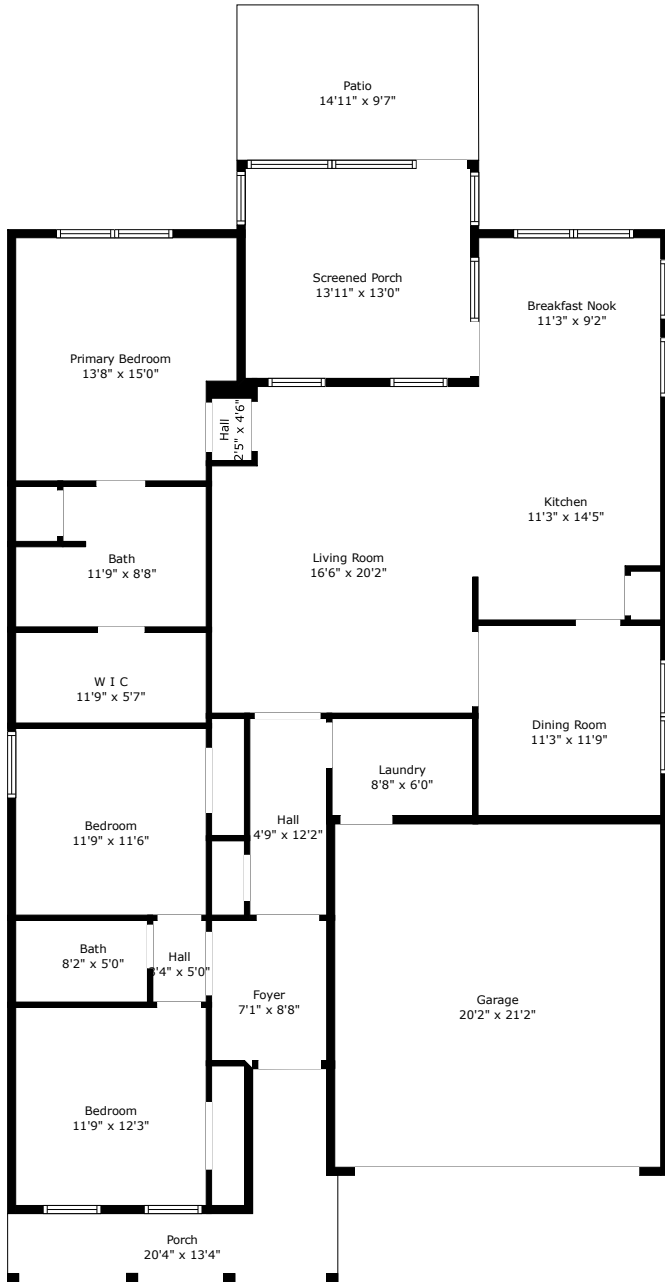 Patio
14'11" x 9'7"
Screened Porch
13'11" x 13'0"
Breakfast Nook
11'3" x 9'2"
Primary Bedroom
13'8" x 15'0"
Hall
2'5" x 4'6"
Kitchen
11'3" x 14'5"
Bath
11'9" x 8'8"
Living Room
16'6" x 20'2"
W I C
11'9" x 5'7"
Dining Room
11'3" x 11'9"
Laundry
8'8" x 6'0"
Bedroom
11'9" x 11'6"
Hall
4'9" x 12'2"
Bath
8'2" x 5'0"
Hall
3'4" x 5'0"
Foyer
7'1" x 8'8"
Garage
20'2" x 21'2"
Bedroom
11'9" x 12'3"
Porch
20'4" x 13'4"